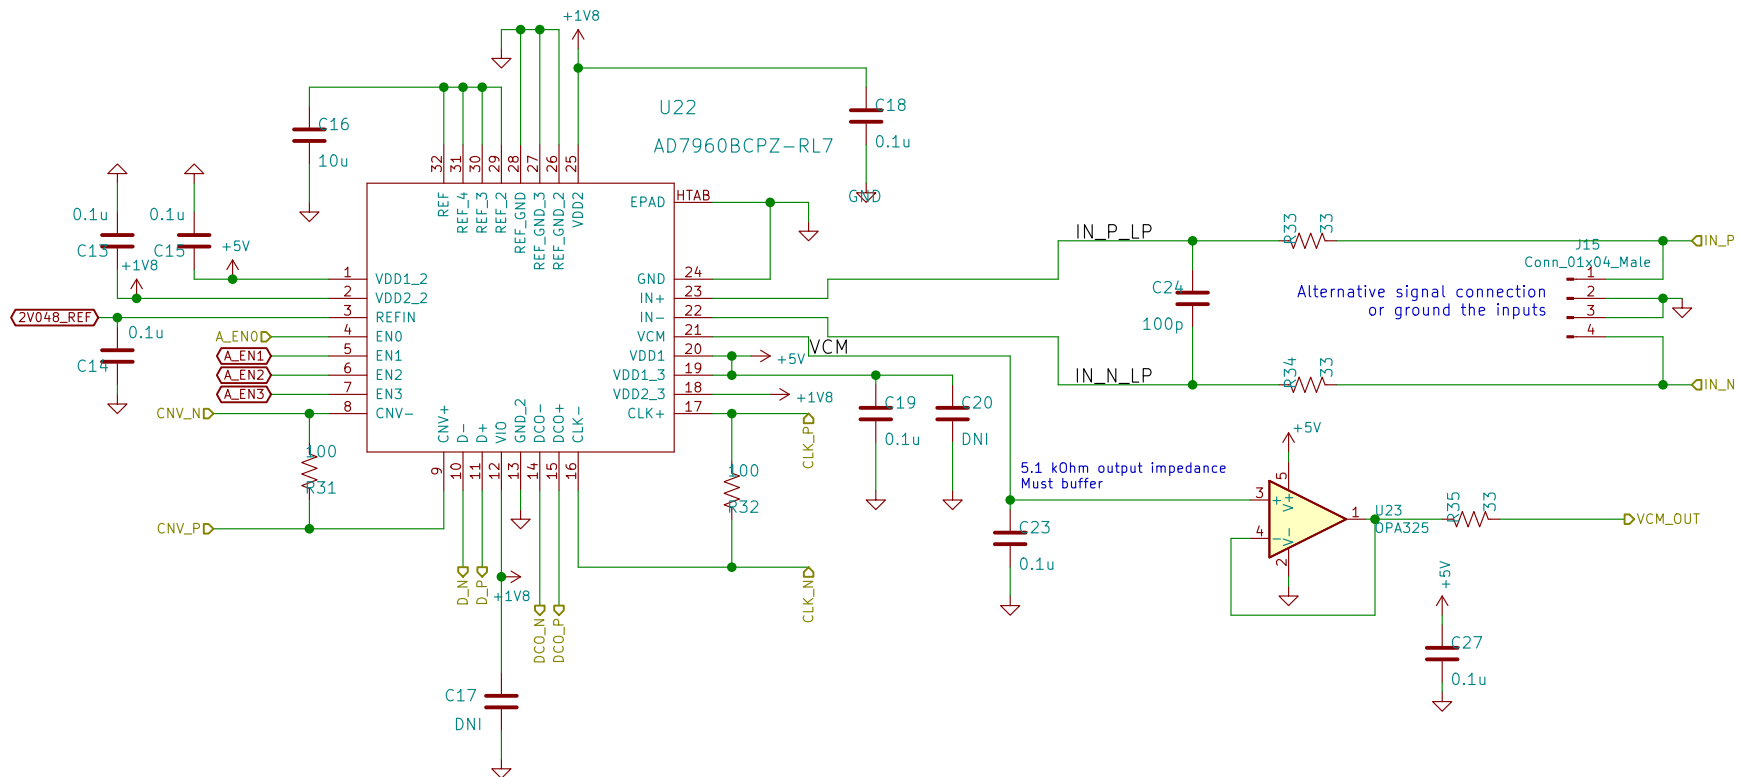 +1V8
U22
AD7960BCPZ-RL7
C16
10u
C18
0.1u
GND
32
31
30
29
28
27
26
25
REF
REF_4
REF_3
REF_2
REF_GND
REF_GND_3
REF_GND_2
VDD2
EPAD
HTAB
0.1u
C13
0.1u
C15
+5V
+1V8
2V048_REF
0.1u
C14
A_EN0
A_EN1
A_EN2
A_EN3
CNV_N
CNV_P
100
R31
1 VDD1_2
2 VDD2_2
3 REFIN
4 EN0
5 EN1
6 EN2
7 EN3
8 CNV-
GND 24
IN+ 23
IN- 22
VCM 21
VDD1 20
VDD1_3 19
VDD2_3 18
CLK+ 17
CNV+
D-
D+
VIO
GND_2
DCO-
DCO+
CLK-
9
10
11
12
13
14
15
16
D_N
D_P
+1V8
DCO_N
DCO_P
C17
DNI
VCM
+5V
+1V8
CLK_P
100
R32
CLK_N
C19
0.1u
C20
DNI
IN_P_LP
IN_N_LP
C24
100p
R33
33
R34
33
J15
Conn_01x04_Male
1
2
3
4
Alternative signal connection
or ground the inputs
IN_P
IN_N
5.1 kOhm output impedance
Must buffer
C23
0.1u
+5V
3
4
5
2
1
+
-
V+
V-
U23
OPA325
R35
33
VCM_OUT
+5V
C27
0.1u